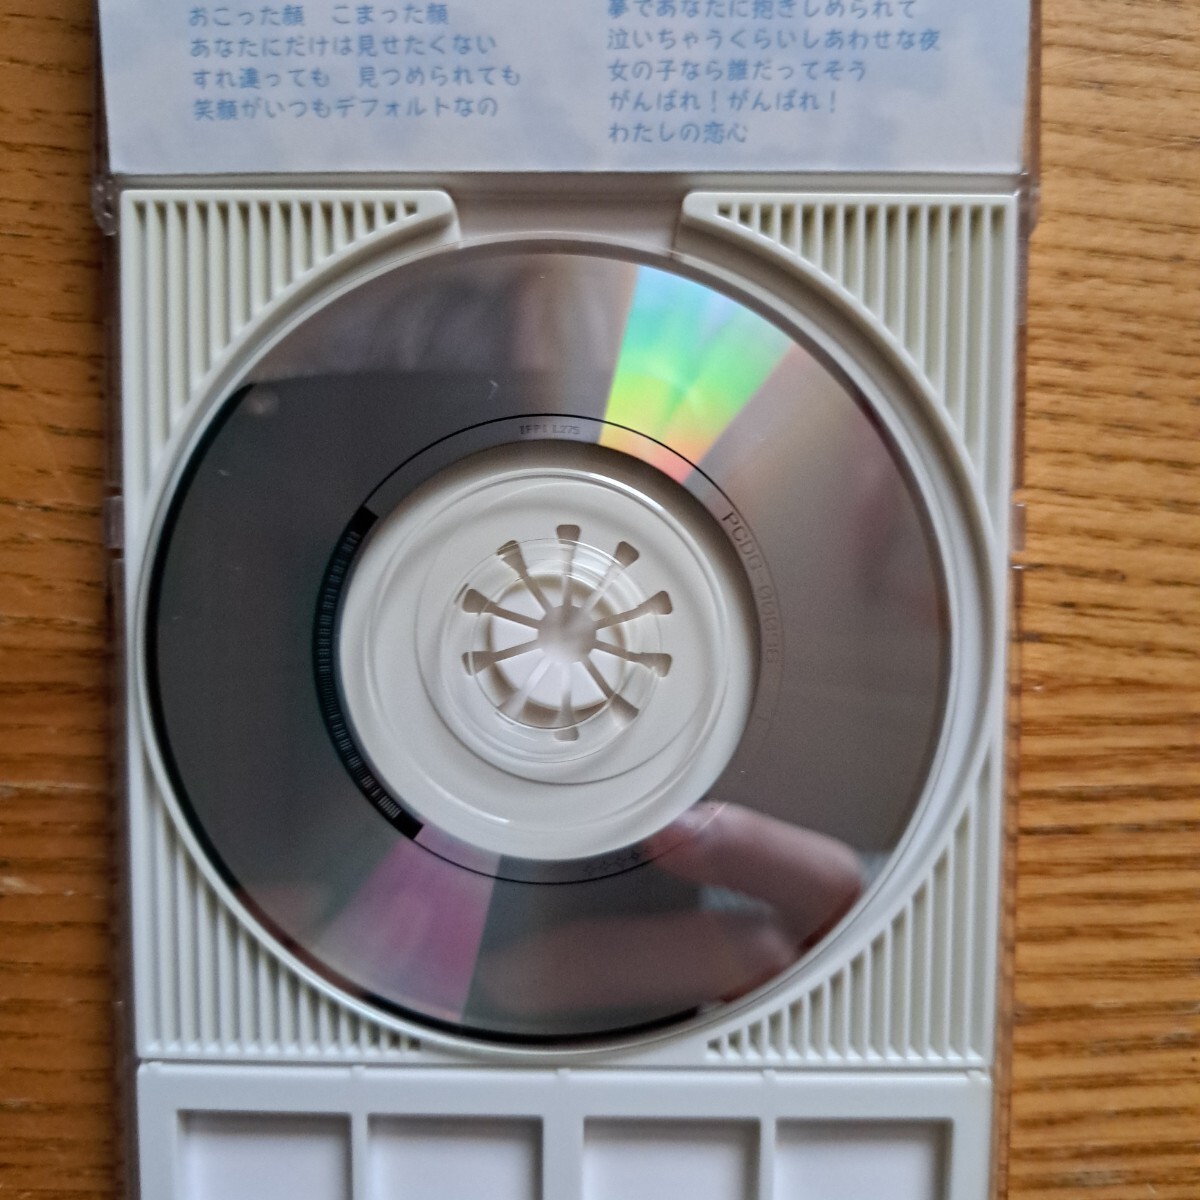 おこった顔　こまった顔
あなたにだけは見せたくない
すれ違っても　見つめられても
笑顔がいつもデフォルトなの
夢であなたに抱きしめられて
泣いちゃうくらいしあわせな夜
女の子なら誰だってそう
がんばれ！がんばれ！
わたしの恋心
IFPI L275